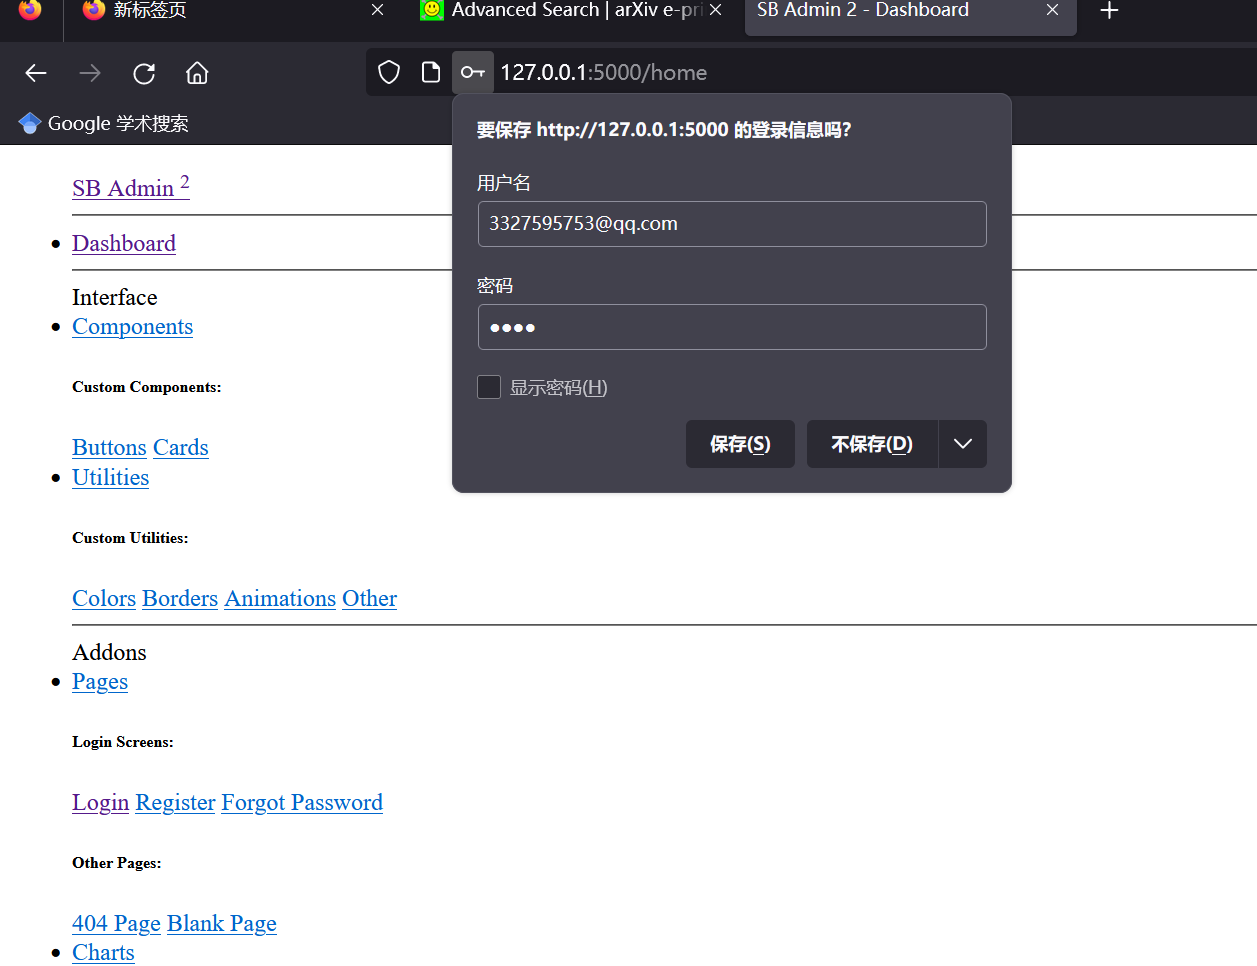 新标签页
Advanced Search | arXiv e-pri
SB Admin 2 - Dashboard
127.0.0.1:5000/home
Google 学术搜索
要保存 http://127.0.0.1:5000 的登录信息吗?
用户名
3327595753@qq.com
密码
●●●●
显示密码(H)
保存(S)
不保存(D)
SB Admin 2
Dashboard
Interface
Components
Custom Components:
Buttons Cards
Utilities
Custom Utilities:
Colors Borders Animations Other
Addons
Pages
Login Screens:
Login Register Forgot Password
Other Pages:
404 Page Blank Page
Charts